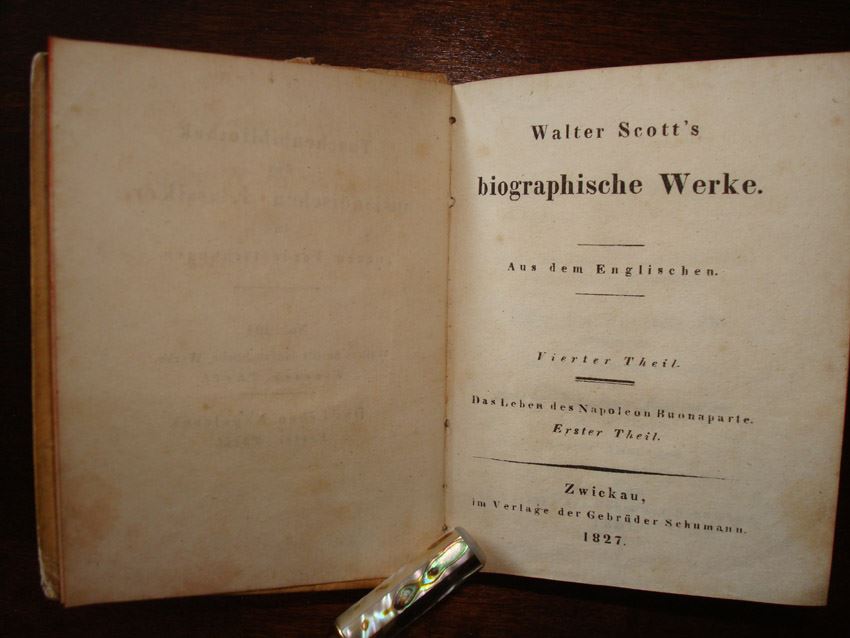 Walter Scott's
biographische Werke.
Aus dem Englischen.
Vierter Theil.
Das Leben des Napoleon Buonaparte.
Erster Theil.
Zwickau,
im Verlage der Gebrüder Schumann.
1827.